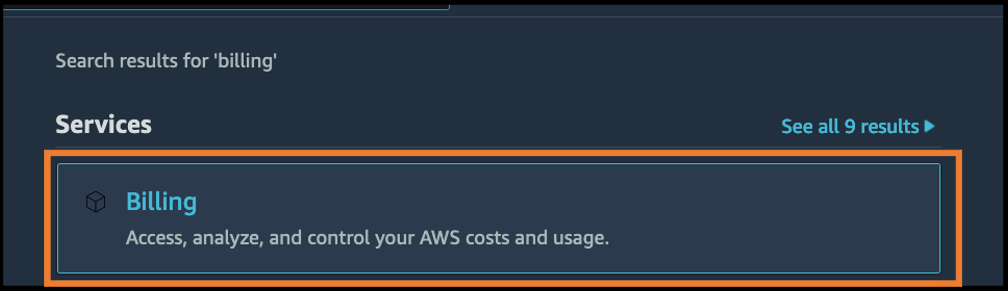 Search results for 'billing'
Services
See all 9 results
Billing
Access, analyze, and control your AWS costs and usage.